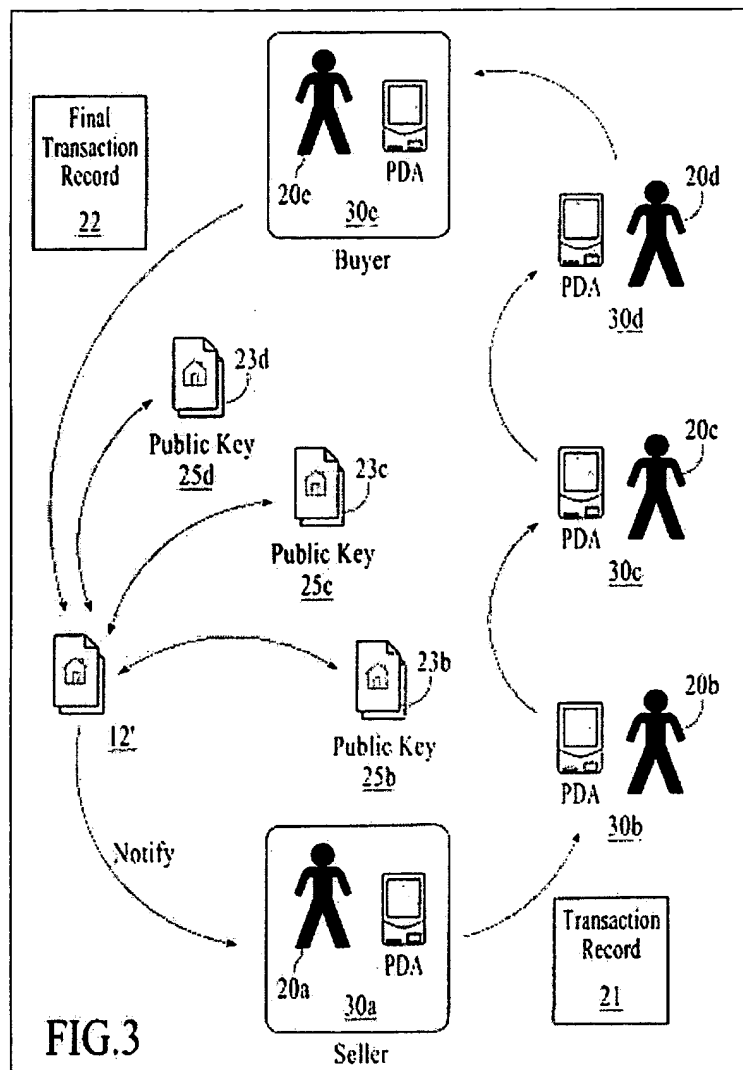 Final
Transaction
Record
22
20e
PDA
30e
Buyer
20d
PDA
30d
23d
Public Key
25d
23c
Public Key
25c
20c
PDA
30c
12'
23b
Public Key
25b
20b
PDA
30b
Notify
20a
PDA
30a
Seller
Transaction
Record
21
FIG.3